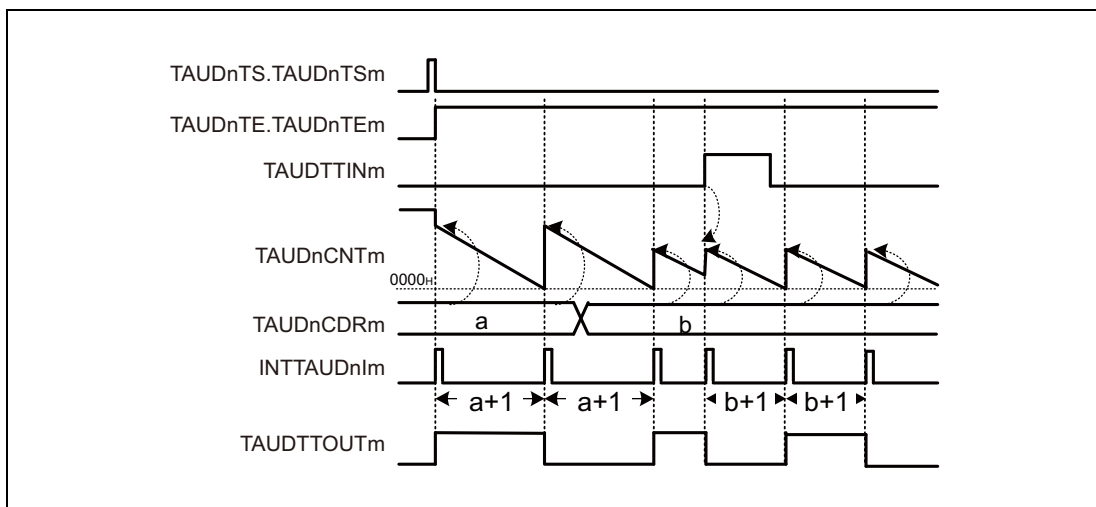 TAUDnTS.TAUDnTSm
TAUDnTE.TAUDnTEm
TAUDTTINm
TAUDnCNTm
0000H
TAUDnCDRm
a
b
INTTAUDnIm
a+1
a+1
b+1
b+1
TAUDTTOUTm